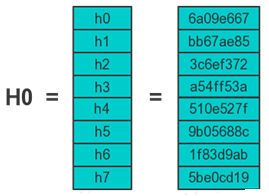 H0 = h0 = 6a09e667
h1 bb67ae85
h2 3c6ef372
h3 a54ff53a
h4 510e527f
h5 9b05688c
h6 1f83d9ab
h7 5be0cd19